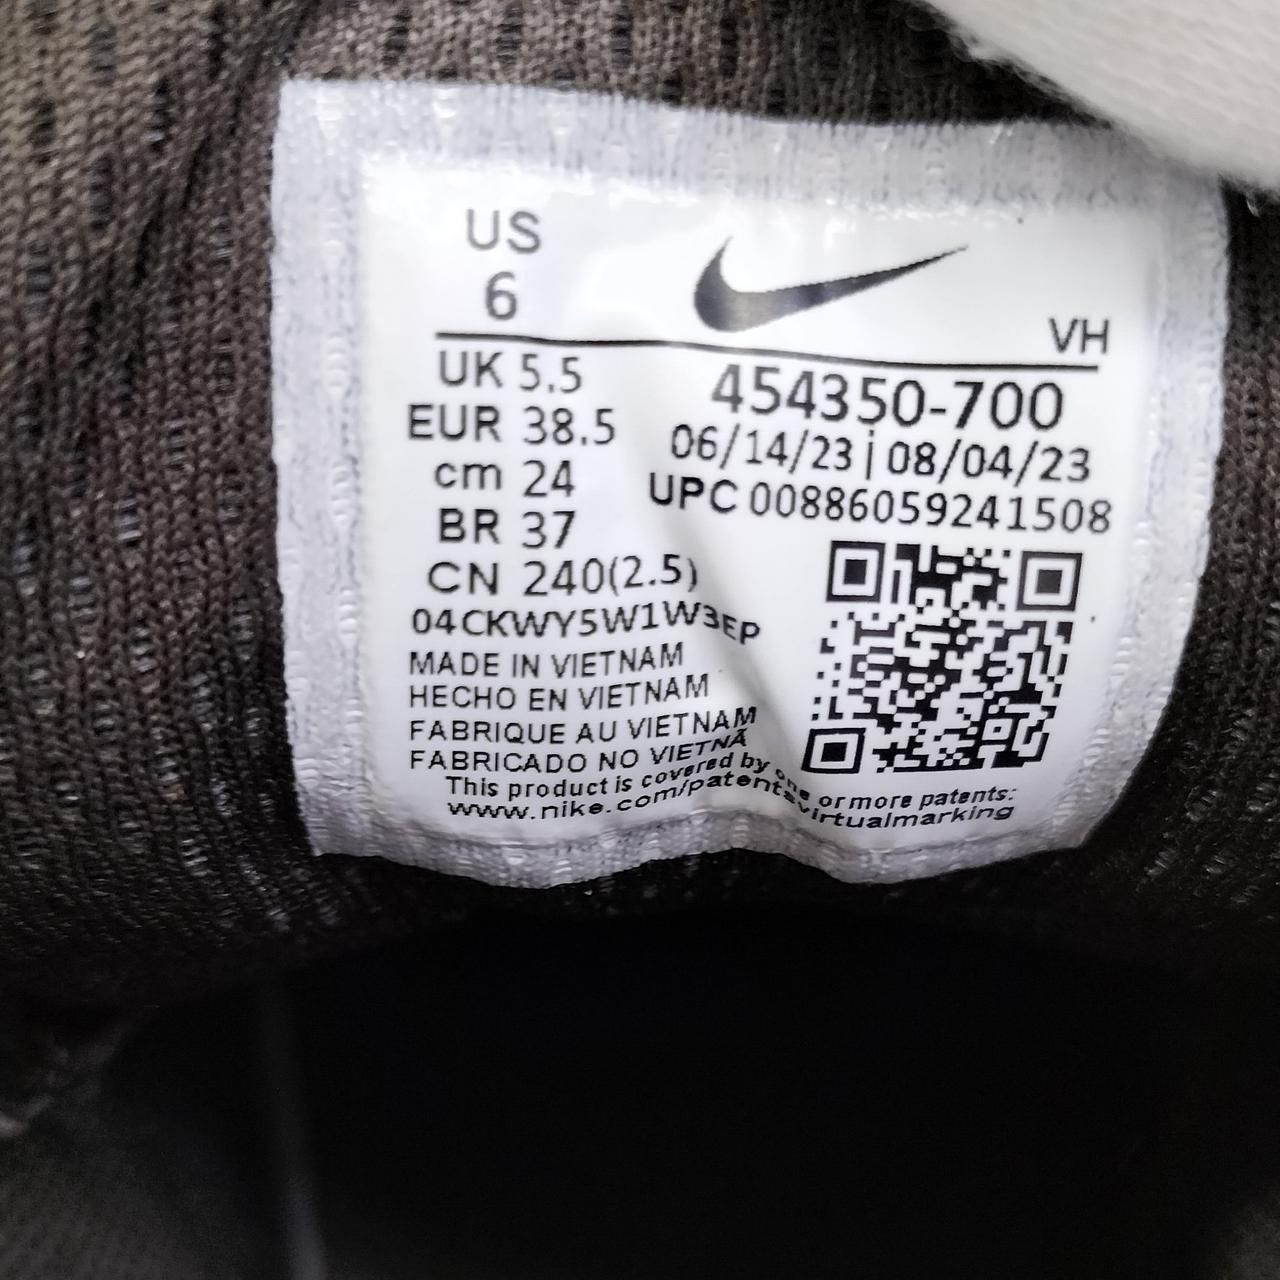 US
6
VH
UK 5.5
EUR 38.5
cm 24
BR 37
CN 240(2.5)
454350-700
06/14/23 | 08/04/23
UPC 00886059241508
04CKWY5W1W3EP
MADE IN VIETNAM
HECHO EN VIETNAM
FABRIQUE AU VIETNAM
FABRICADO NO VIETNÃ
This product is covered by one or more patents:
www.nike.com/patentsvirtualmarking